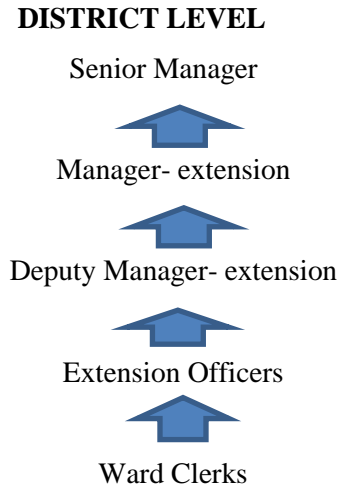 DISTRICT LEVEL
Senior Manager
Manager- extension
Deputy Manager- extension
Extension Officers
Ward Clerks